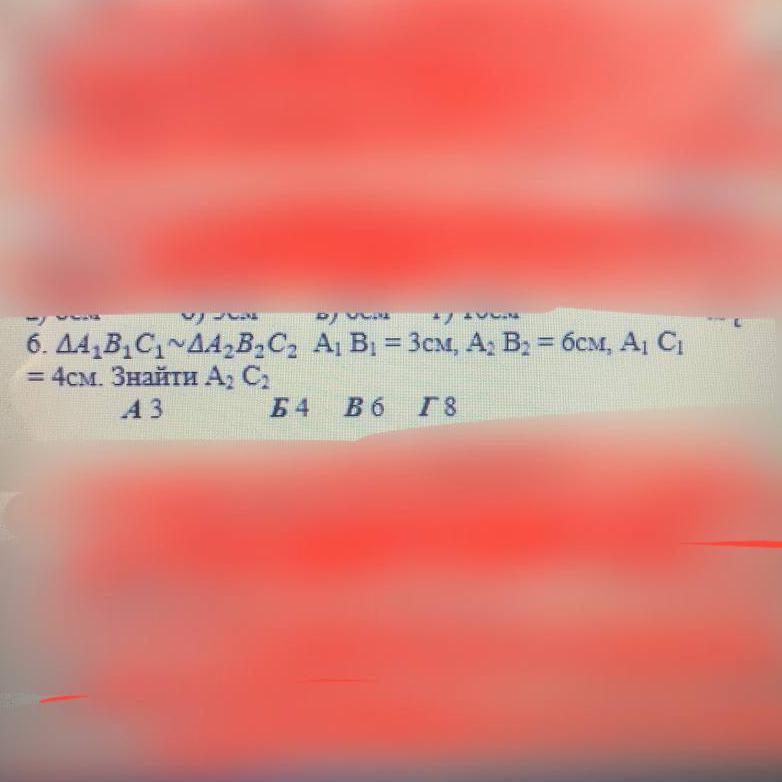 6. ΔA₁B₁C₁~ΔA₂B₂C₂ A₁ B₁ = 3см, A₂ B₂ = 6см, A₁ C₁
= 4см. Знайти A₂ C₂
А 3 Б 4 В 6 Г 8